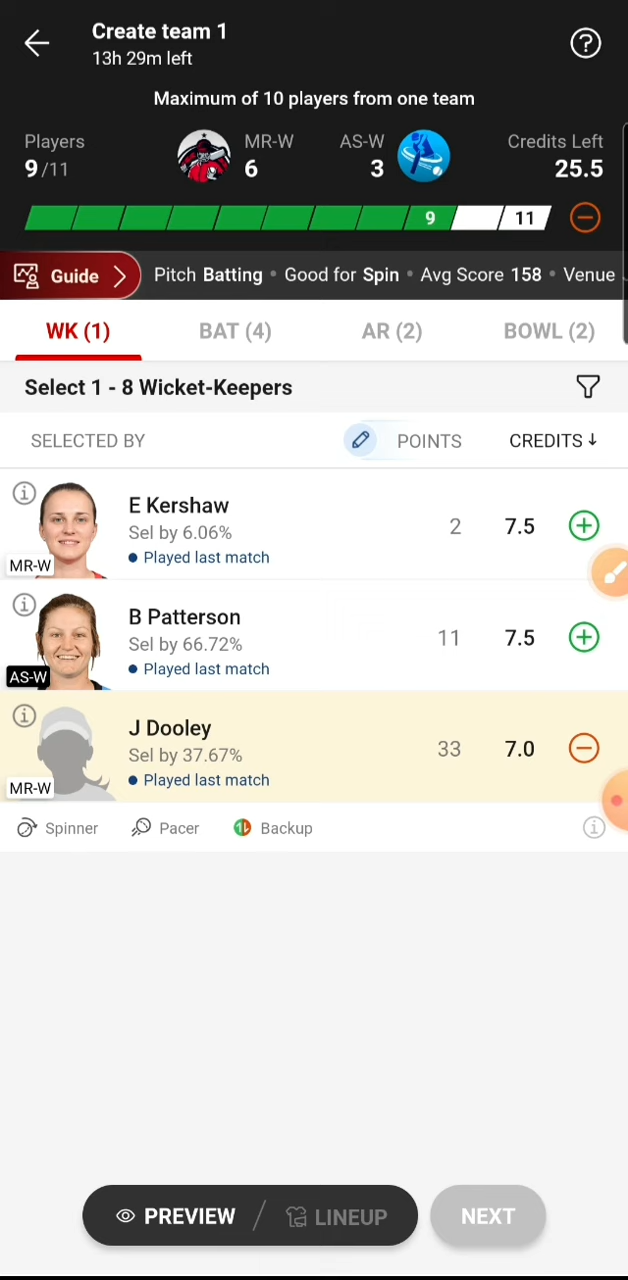 Create team 1
13h 29m left
Maximum of 10 players from one team
Players MR-W AS-W Credits Left
9/11 6 3 25.5
9 11
Guide Pitch Batting • Good for Spin • Avg Score 158 • Venue
WK (1) BAT (4) AR (2) BOWL (2)
Select 1 - 8 Wicket-Keepers
SELECTED BY POINTS CREDITS ↓
E Kershaw
Sel by 6.06% 2 7.5
Played last match
MR-W
B Patterson
Sel by 66.72% 11 7.5
Played last match
AS-W
J Dooley
Sel by 37.67% 33 7.0
Played last match
MR-W
Spinner Pacer Backup
PREVIEW / LINEUP NEXT